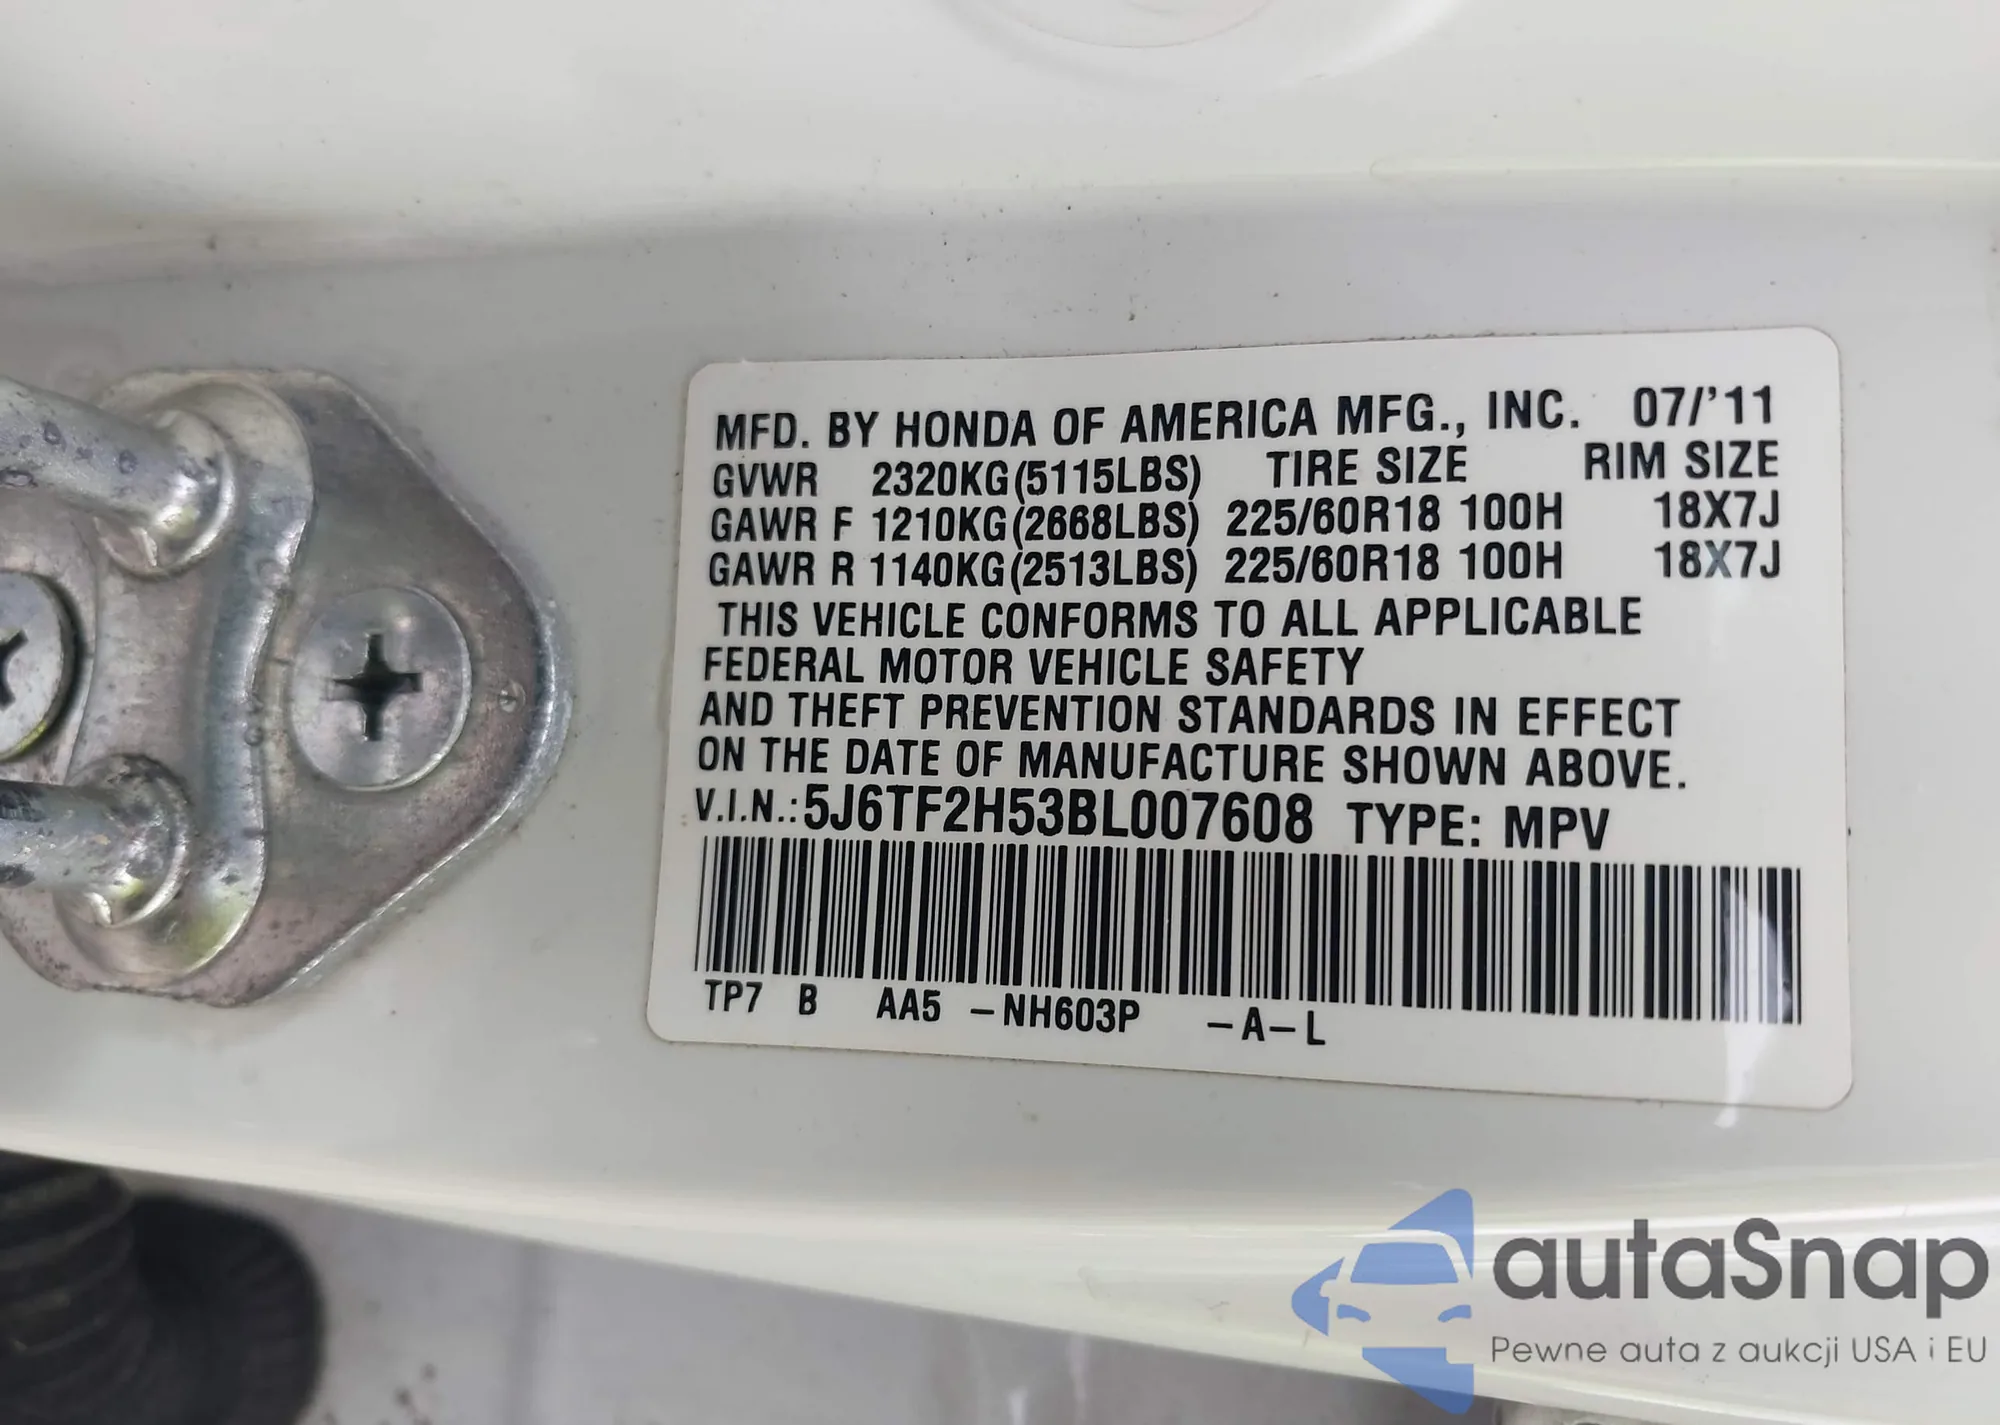 MFD. BY HONDA OF AMERICA MFG., INC. 07/'11
GVWR 2320KG(5115LBS) TIRE SIZE RIM SIZE
GAWR F 1210KG(2668LBS) 225/60R18 100H 18X7J
GAWR R 1140KG(2513LBS) 225/60R18 100H 18X7J
THIS VEHICLE CONFORMS TO ALL APPLICABLE
FEDERAL MOTOR VEHICLE SAFETY
AND THEFT PREVENTION STANDARDS IN EFFECT
ON THE DATE OF MANUFACTURE SHOWN ABOVE.
V.I.N.: 5J6TF2H53BL007608 TYPE: MPV
TP7 B AA5 -NH603P -A-L
autaSnap
Pewne auta z aukcji USA i EU